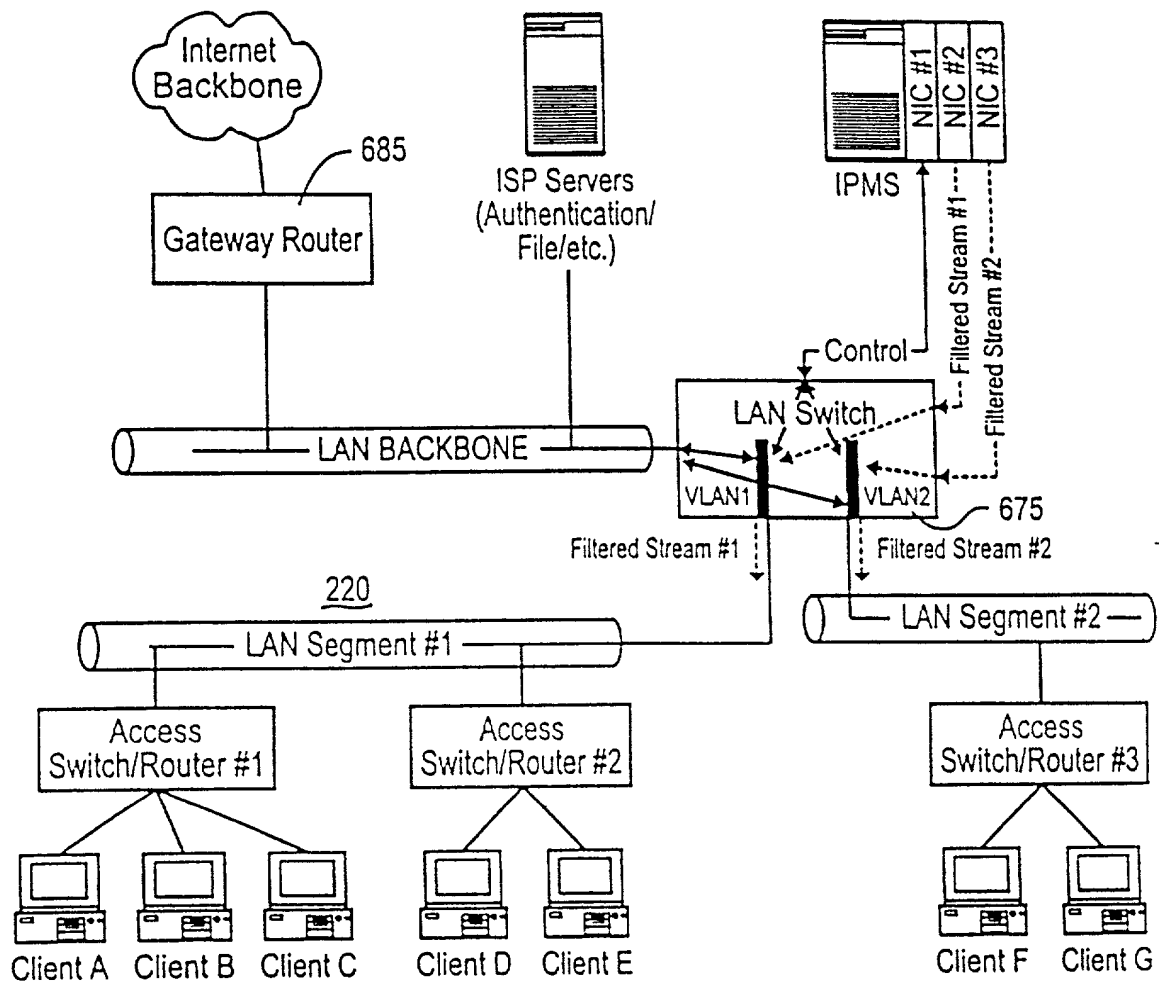 Internet
Backbone
685
Gateway Router
ISP Servers
(Authentication/
File/etc.)
NIC #1
NIC #2
NIC #3
IPMS
Filtered Stream #1
Filtered Stream #2
Control
LAN Switch
LAN BACKBONE
VLAN1
VLAN2
675
Filtered Stream #1
Filtered Stream #2
220
LAN Segment #1
LAN Segment #2
Access
Switch/Router #1
Access
Switch/Router #2
Access
Switch/Router #3
Client A
Client B
Client C
Client D
Client E
Client F
Client G